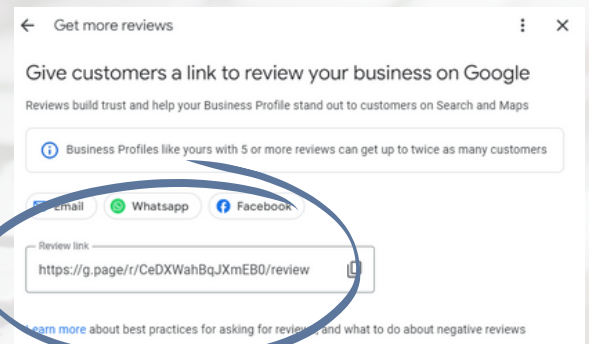 Get more reviews
Give customers a link to review your business on Google
Reviews build trust and help your Business Profile stand out to customers on Search and Maps
Business Profiles like yours with 5 or more reviews can get up to twice as many customers
Email Whatsapp Facebook
Review link
https://g.page/r/CeDXWahBqJXmEB0/review
Learn more about best practices for asking for reviews, and what to do about negative reviews